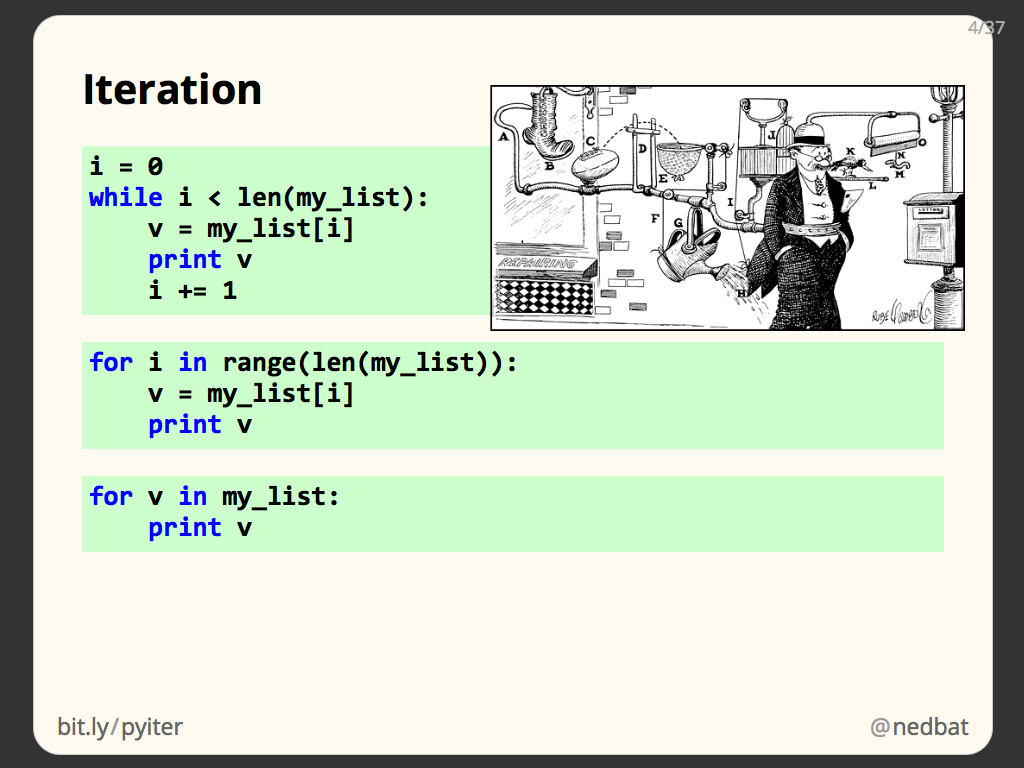 4/37
Iteration
i = 0
while i < len(my_list):
    v = my_list[i]
    print v
    i += 1
A
B
C
D
E
F
G
H
I
J
K
L
M
N
O
REPAIRING
LETTERS
RUBE GOLDBERG
for i in range(len(my_list)):
    v = my_list[i]
    print v
for v in my_list:
    print v
bit.ly/pyiter
@nedbat